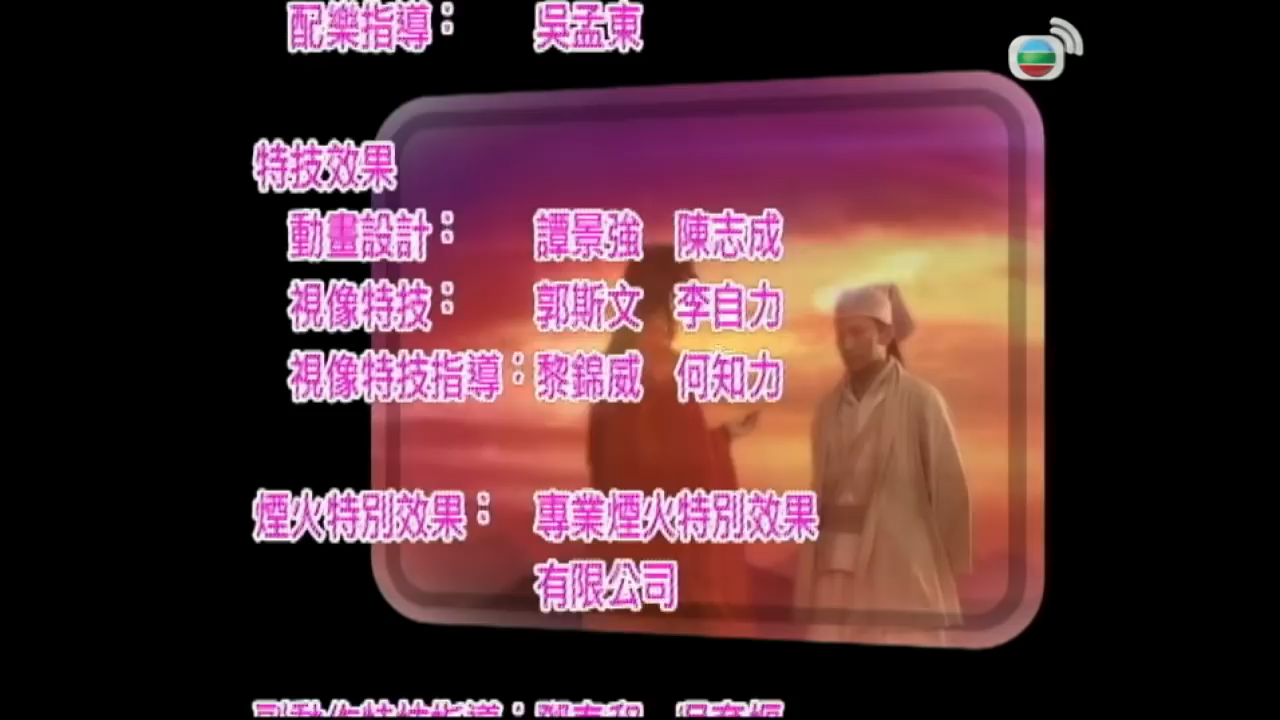 配樂指導： 吳孟東
特技效果
動畫設計： 譚景強 陳志成
視像特技： 郭斯文 李自力
視像特技指導：黎錦威 何知力
煙火特別效果： 專業煙火特別效果
有限公司